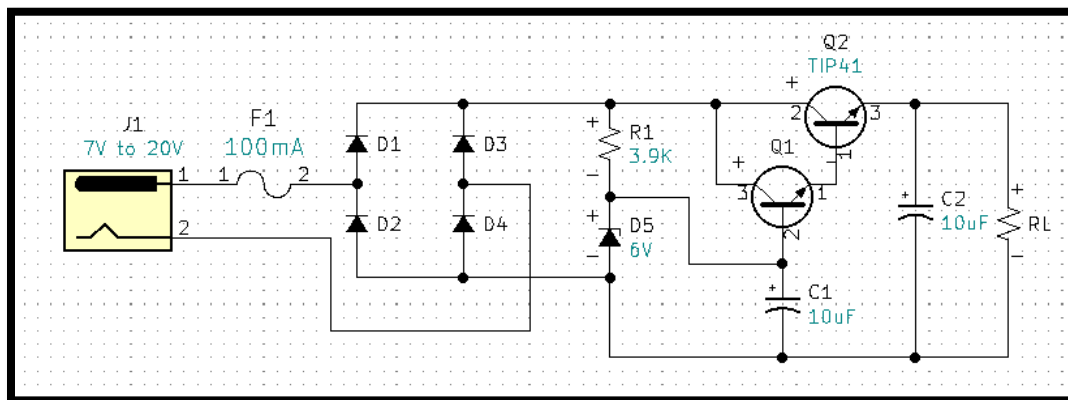 Q2
TIP41
+
2
3
1
-
J1
7V to 20V
1
2
F1
100mA
1
2
D1
D3
D2
D4
+
R1
3.9K
-
+
D5
6V
-
Q1
+
3
1
2
+
C1
10uF
+
C2
10uF
+
RL
-